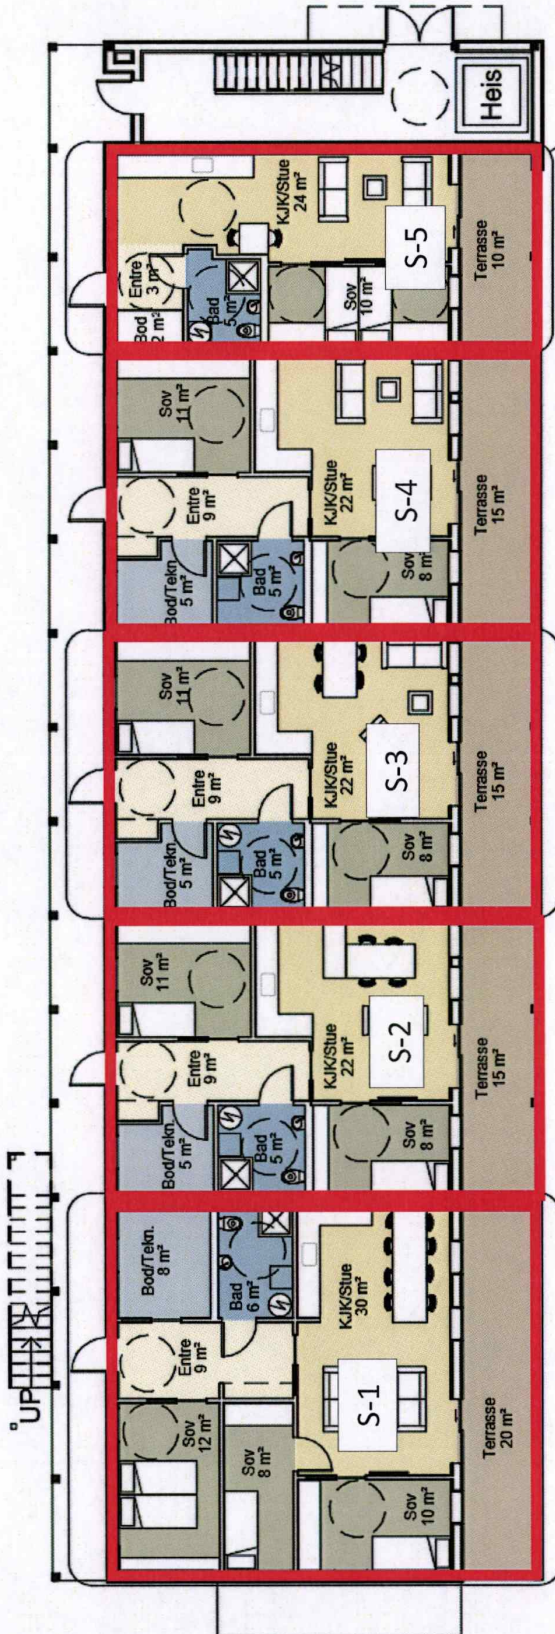 Heis
KJK/Stue
24 m²
S-5
Terrasse
10 m²
Entre
3 m²
Bod
2 m²
Bad
5 m²
Sov
10 m²
Sov
11 m²
Entre
9 m²
KJK/Stue
22 m²
S-4
Terrasse
15 m²
Bod/Tekn.
5 m²
Bad
5 m²
Sov
8 m²
Sov
11 m²
Entre
9 m²
KJK/Stue
22 m²
S-3
Terrasse
15 m²
Bod/Tekn.
5 m²
Bad
5 m²
Sov
8 m²
Sov
11 m²
Entre
9 m²
KJK/Stue
22 m²
S-2
Terrasse
15 m²
Bod/Tekn.
5 m²
Bad
5 m²
Sov
8 m²
Bod/Tekn.
8 m²
Bad
6 m²
KJK/Stue
30 m²
Entre
9 m²
S-1
Terrasse
20 m²
Sov
12 m²
Sov
8 m²
Sov
10 m²
UP